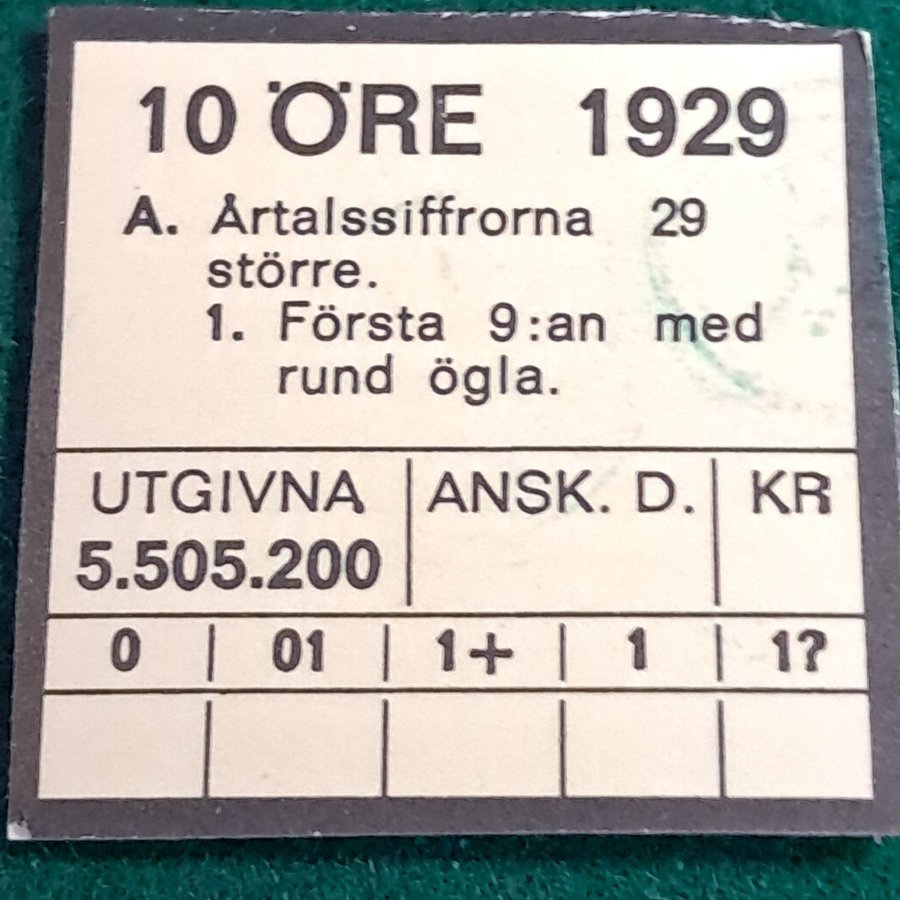 10 ÖRE 1929
A. Årtalssiffrorna 29
större.
1. Första 9:an med
rund ögla.
UTGIVNA ANSK. D. KR
5.505.200
0 01 1+ 1 1?